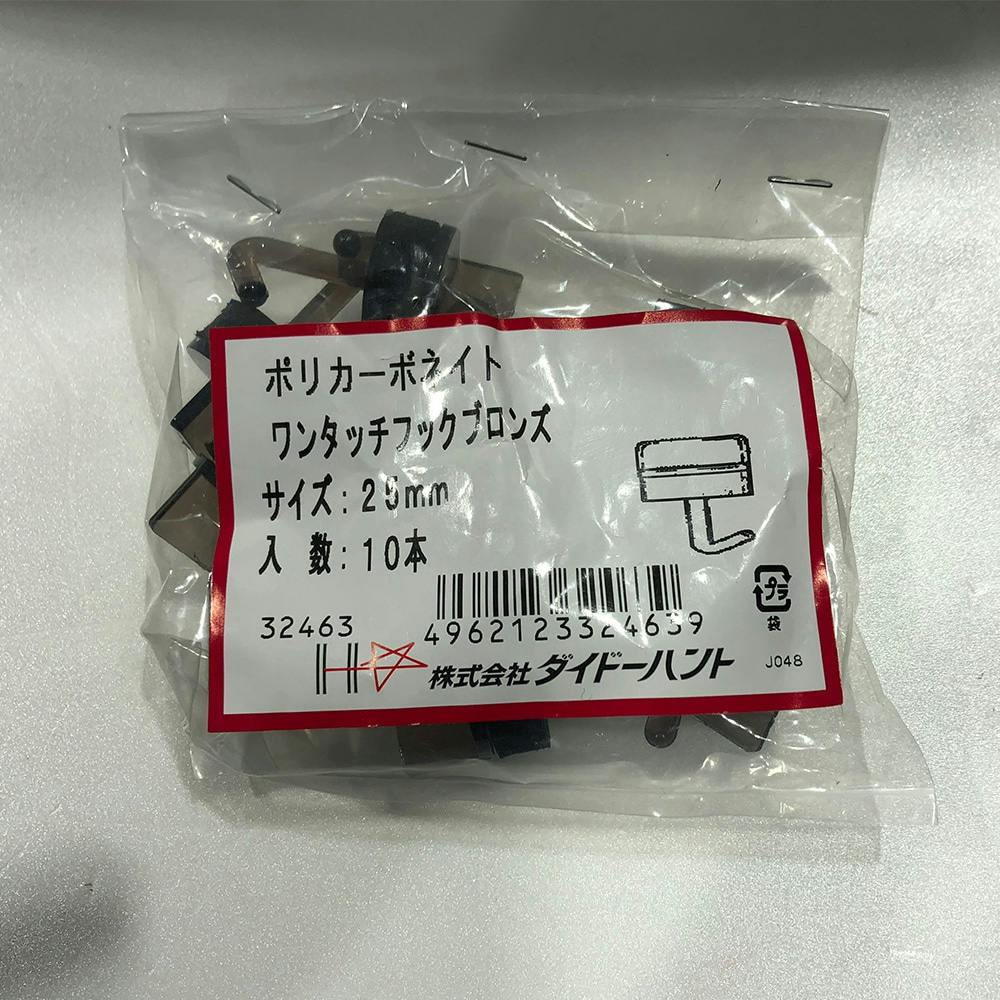 ポリカーボネイト
ワンタッチフックブロンズ
サイズ：25mm
入 数：10本
32463
4962123324639
プラ
袋
株式会社 ダイドーハント
J048